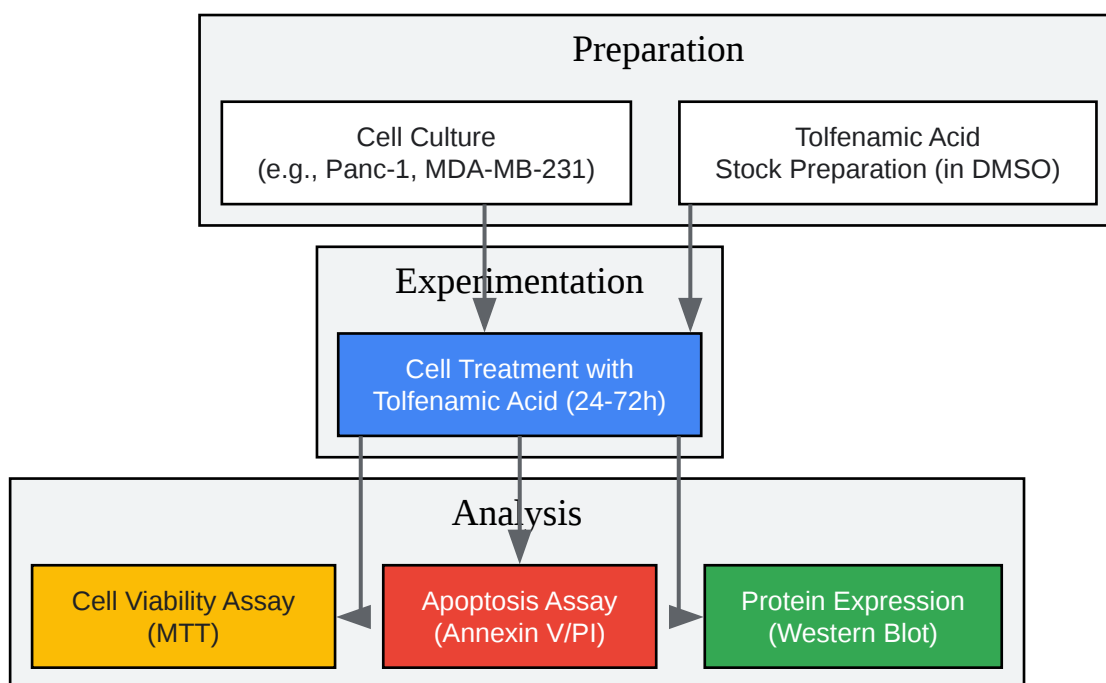 Preparation
Cell Culture
(e.g., Panc-1, MDA-MB-231)
Tolfenamic Acid
Stock Preparation (in DMSO)
Experimentation
Cell Treatment with
Tolfenamic Acid (24-72h)
Analysis
Cell Viability Assay
(MTT)
Apoptosis Assay
(Annexin V/PI)
Protein Expression
(Western Blot)